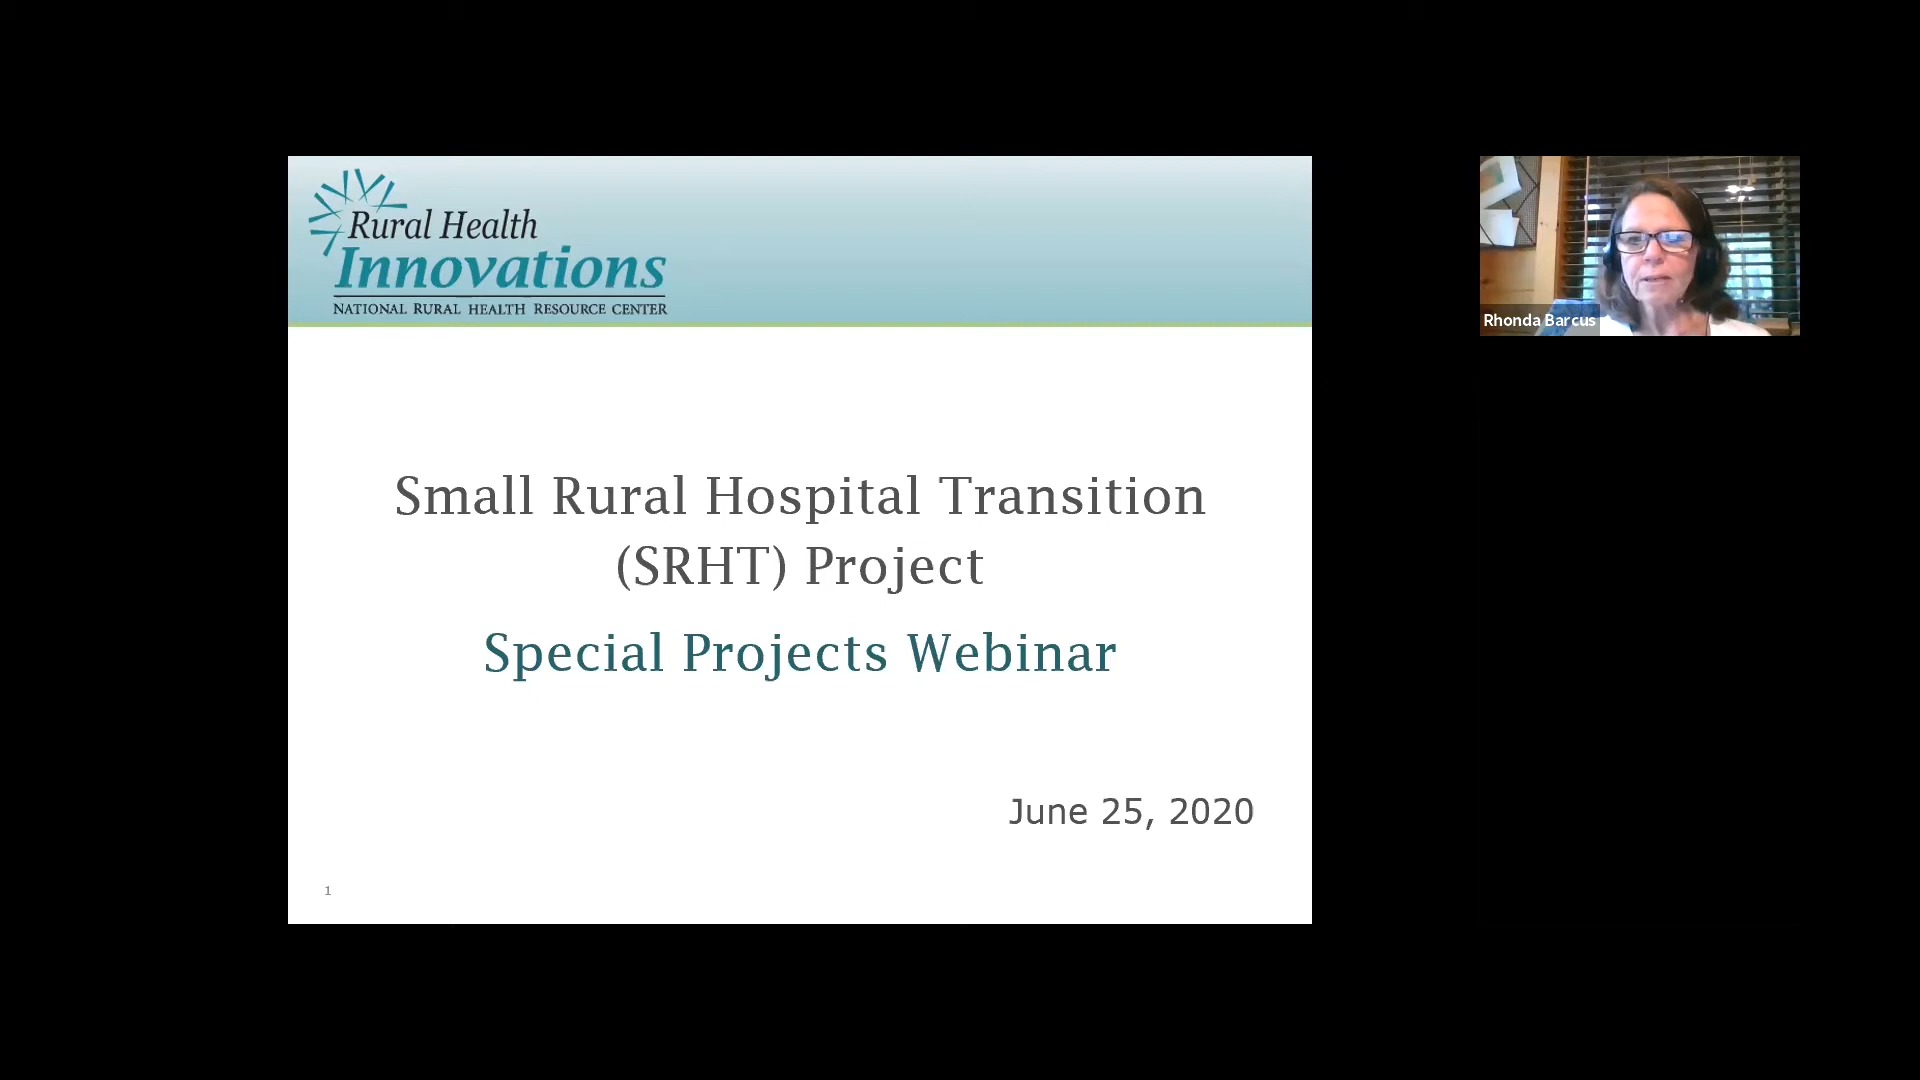 Rural Health
Innovations
NATIONAL RURAL HEALTH RESOURCE CENTER
Small Rural Hospital Transition
(SRHT) Project
Special Projects Webinar
June 25, 2020
1
Rhonda Barcus